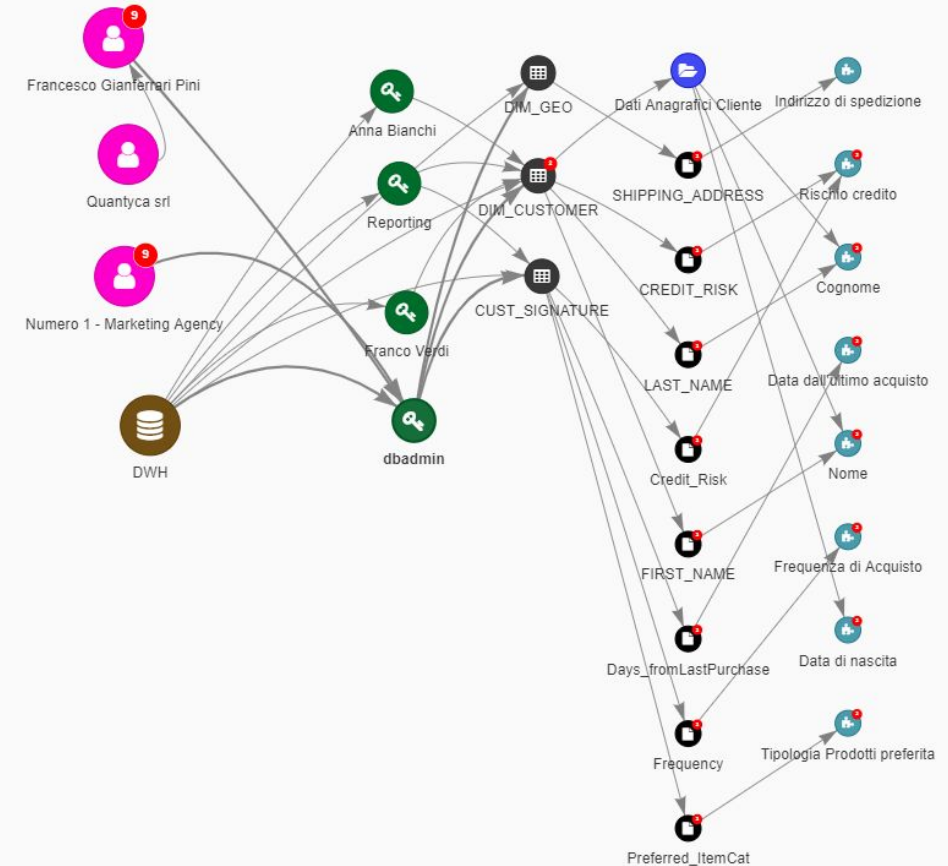 9
Francesco Gianferrari Pini
Quantyca srl
9
Numero 1 - Marketing Agency
DWH
Anna Bianchi
Reporting
Franco Verdi
dbadmin
DIM_GEO
DIM_CUSTOMER
CUST_SIGNATURE
Dati Anagrafici Cliente
SHIPPING_ADDRESS
CREDIT_RISK
LAST_NAME
Credit_Risk
FIRST_NAME
Days_fromLastPurchase
Frequency
Preferred_ItemCat
Indirizzo di spedizione
Rischio credito
Cognome
Data dall'ultimo acquisto
Nome
Frequenza di Acquisto
Data di nascita
Tipologia Prodotti preferita